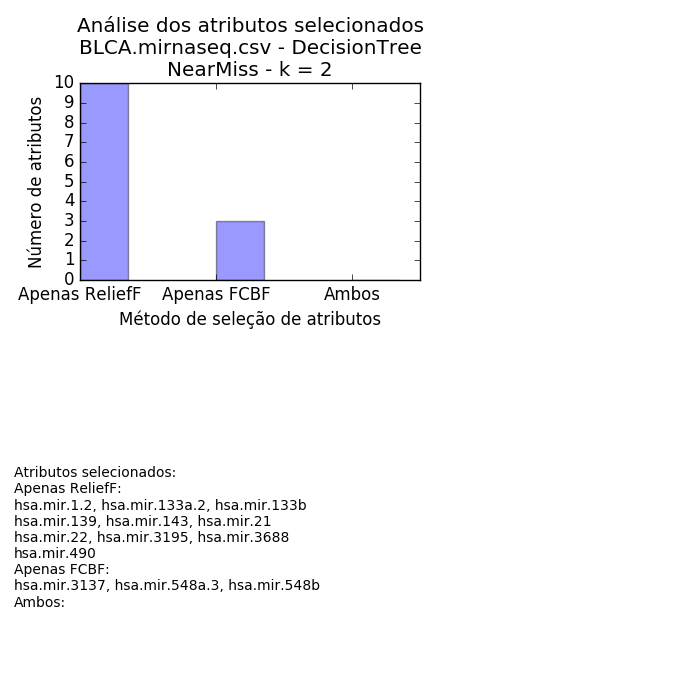 Análise dos atributos selecionados
BLCA.mirnaseq.csv - DecisionTree
NearMiss - k = 2
10
9
8
7
6
5
4
3
2
1
0
Número de atributos
Apenas ReliefF
Apenas FCBF
Ambos
Método de seleção de atributos
Atributos selecionados:
Apenas ReliefF:
hsa.mir.1.2, hsa.mir.133a.2, hsa.mir.133b
hsa.mir.139, hsa.mir.143, hsa.mir.21
hsa.mir.22, hsa.mir.3195, hsa.mir.3688
hsa.mir.490
Apenas FCBF:
hsa.mir.3137, hsa.mir.548a.3, hsa.mir.548b
Ambos: